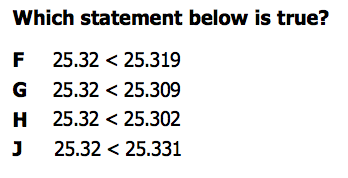 Which statement below is true?
F 25.32 < 25.319
G 25.32 < 25.309
H 25.32 < 25.302
J 25.32 < 25.331